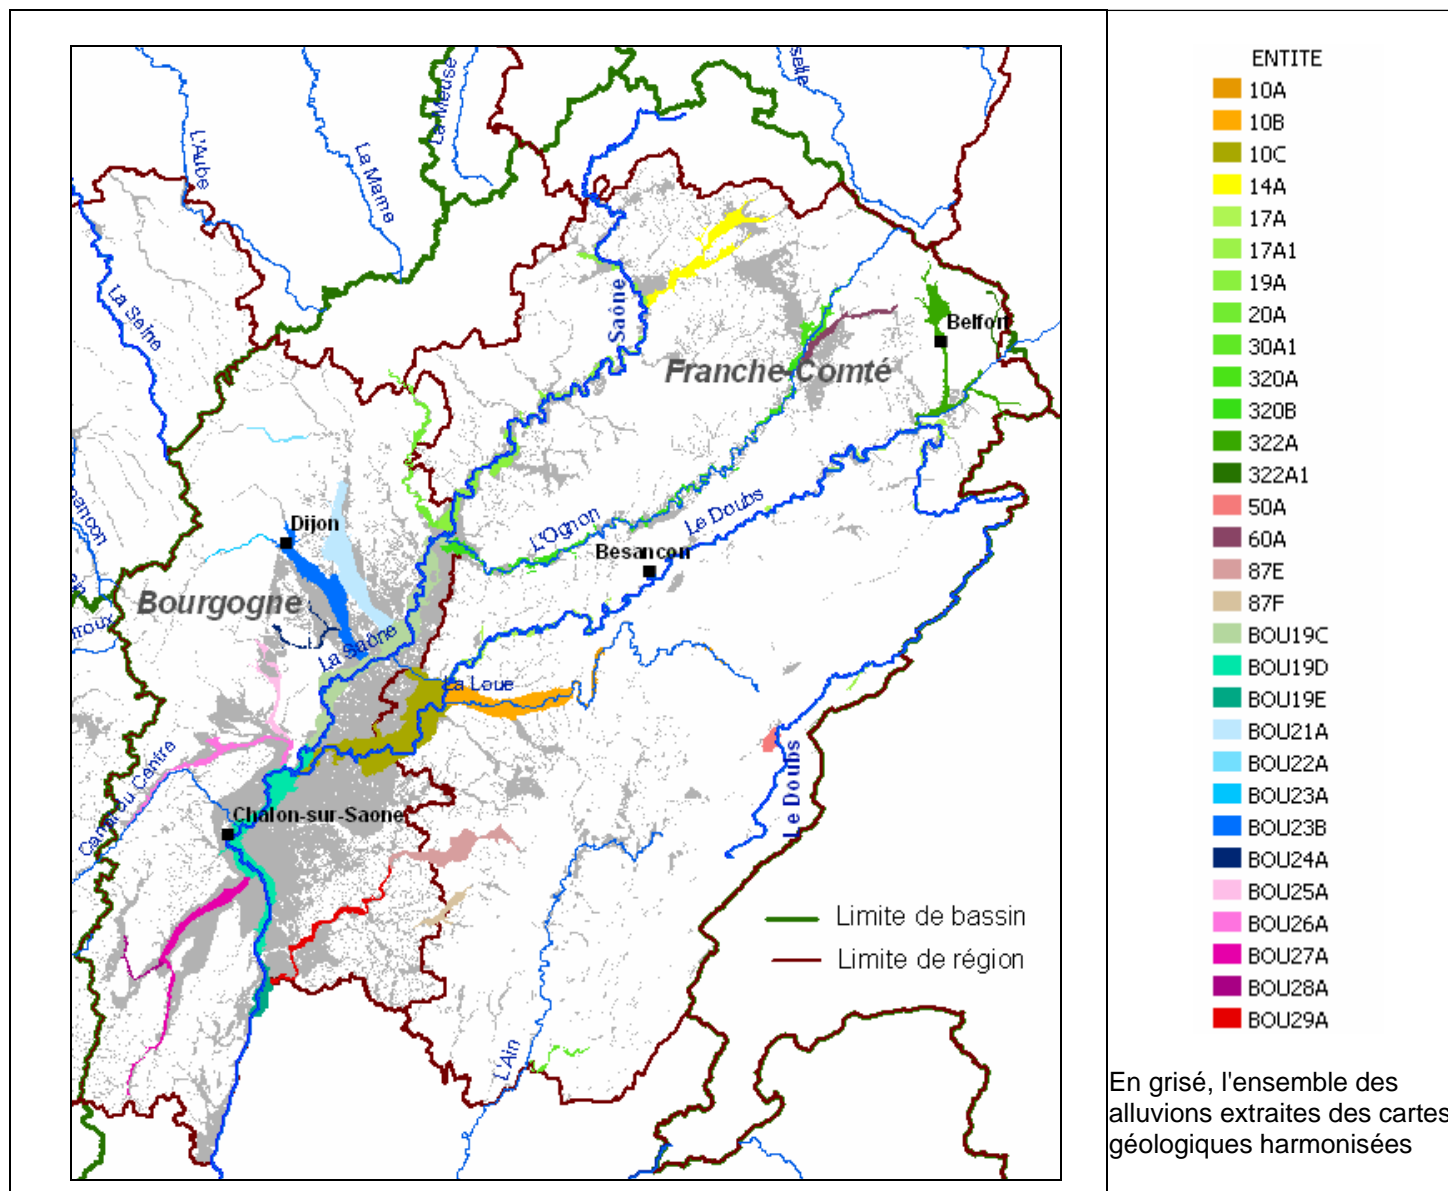 selle
La Meuse
L'Aube
La Marne
La Seine
Saône
Belfort
Franche-Comté
Dijon
L'Ognon
Le Doubs
Besancon
Bourgogne
La Saône
La Loue
Canal du Centre
Chalon-sur-Saone
Le Doubs
L'Ain
Limite de bassin
Limite de région
ENTITE
10A
10B
10C
14A
17A
17A1
19A
20A
30A1
320A
320B
322A
322A1
50A
60A
87E
87F
BOU19C
BOU19D
BOU19E
BOU21A
BOU22A
BOU23A
BOU23B
BOU24A
BOU25A
BOU26A
BOU27A
BOU28A
BOU29A
En grisé, l'ensemble des
alluvions extraites des cartes
géologiques harmonisées